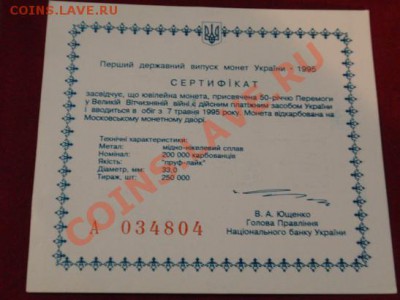 COINS.LAVE.RU
Перший державний випуск монет України - 1995
СЕРТИФІКАТ
засвідчує, що ювілейна монета, присвячена 50-річчю Перемоги
у Великій Вітчизняній війні,є дійсним платіжним засобом України
і вводиться в обіг з 7 травня 1995 року. Монета відкарбована на
Московському монетному дворі.
Технічні характеристики:
Метал: мідно-нікелевий сплав
Номінал: 200 000 карбованців
Якість: "пруф-лайк"
Діаметр, мм: 33,0
Тираж, шт: 250 000
А 034804
В. А. Ющенко
Голова Правління
Національного банку України
COINS.LAVE.RU